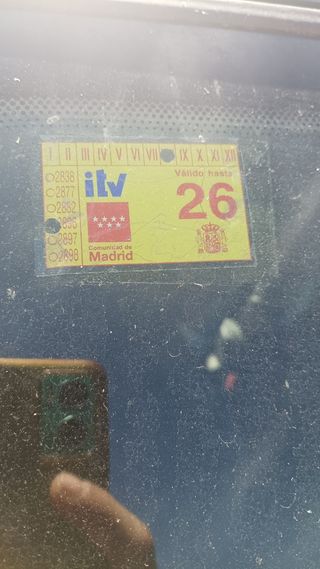 I II III IV V VI VII IX X XI XII
2838
2877
2852
2897
2898
itv
Válido hasta
26
Comunidad de
Madrid